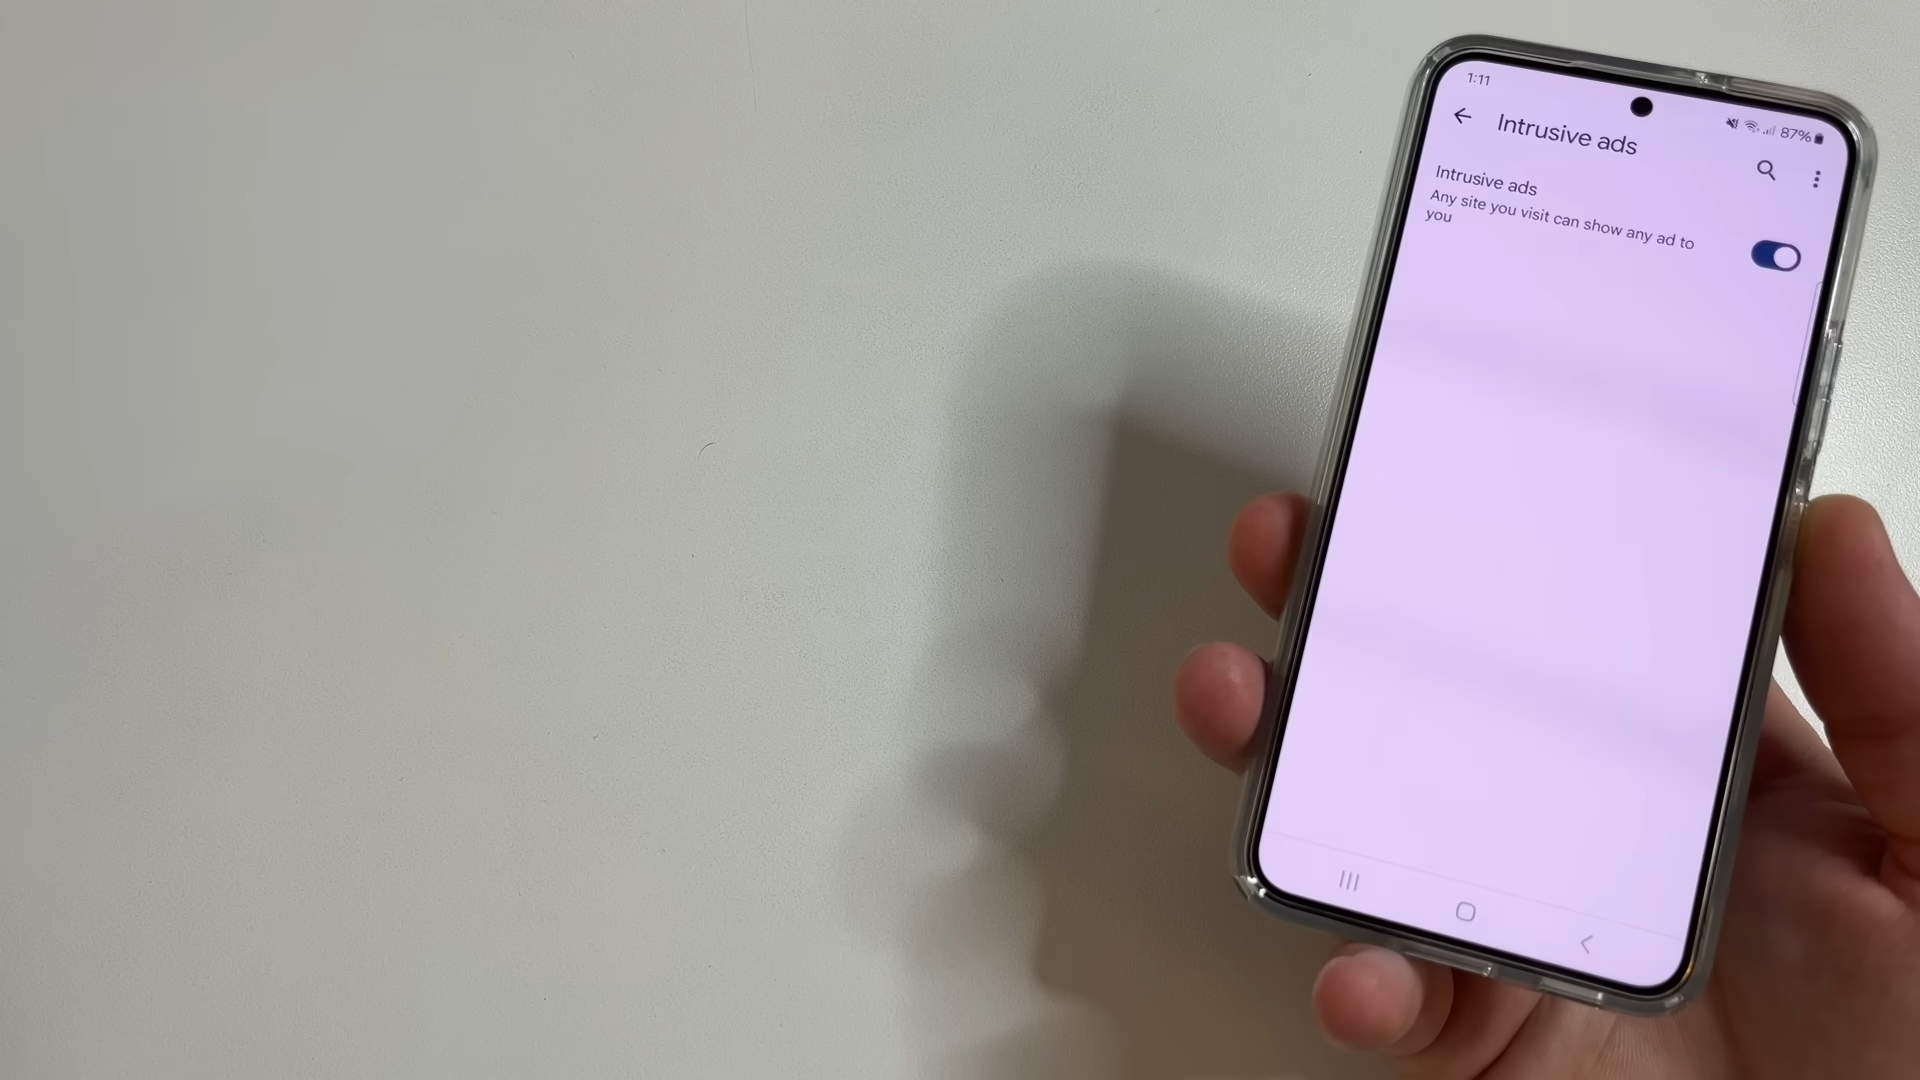 1:11
87%
Intrusive ads
Intrusive ads
Any site you visit can show any ad to
you